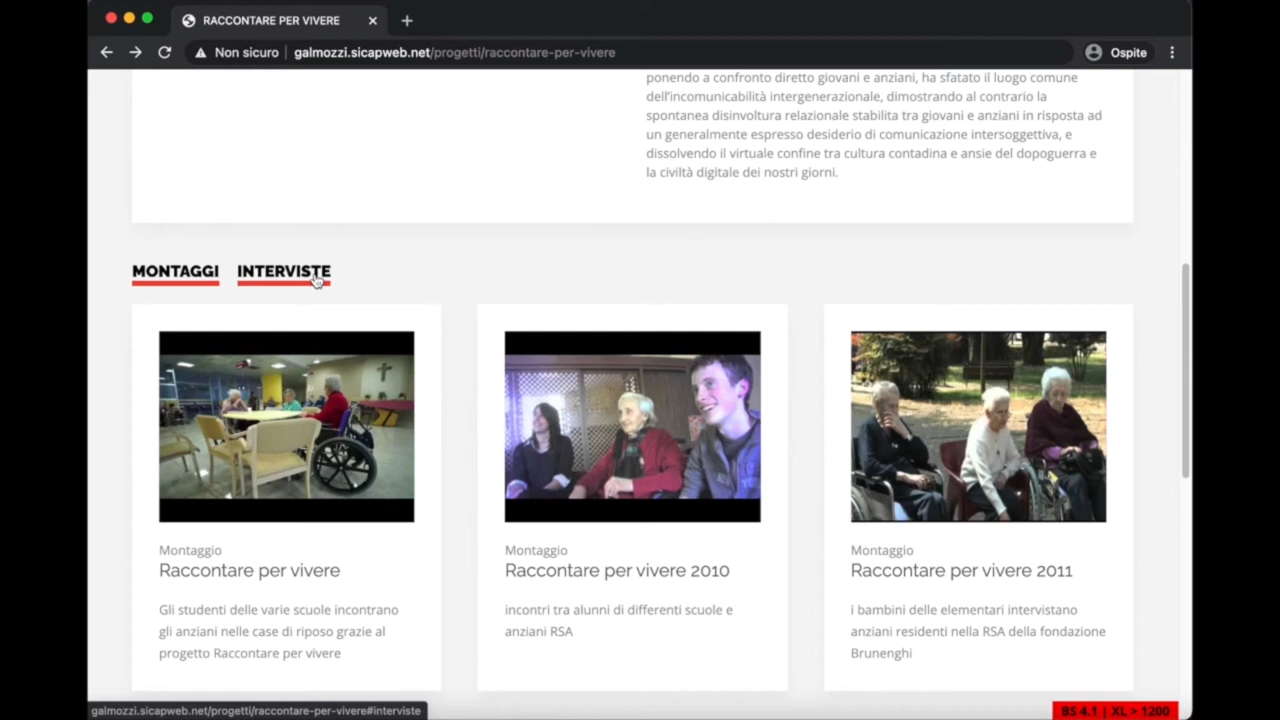 RACCONTARE PER VIVERE
Non sicuro galmozzi.sicapweb.net/progetti/raccontare-per-vivere Ospite
ponendo a confronto diretto giovani e anziani, ha sfatato il luogo comune
dell'incomunicabilità intergenerazionale, dimostrando al contrario la
spontanea disinvoltura relazionale stabilita tra giovani e anziani in risposta ad
un generalmente espresso desiderio di comunicazione intersoggettiva, e
dissolvendo il virtuale confine tra cultura contadina e ansie del dopoguerra e
la civiltà digitale dei nostri giorni.
MONTAGGI INTERVISTE
Montaggio
Raccontare per vivere
Gli studenti delle varie scuole incontrano
gli anziani nelle case di riposo grazie al
progetto Raccontare per vivere
Montaggio
Raccontare per vivere 2010
incontri tra alunni di differenti scuole e
anziani RSA
Montaggio
Raccontare per vivere 2011
i bambini delle elementari intervistano
anziani residenti nella RSA della fondazione
Brunenghi
galmozzi.sicapweb.net/progetti/raccontare-per-vivere#interviste
BS 4.1 | XL > 1200